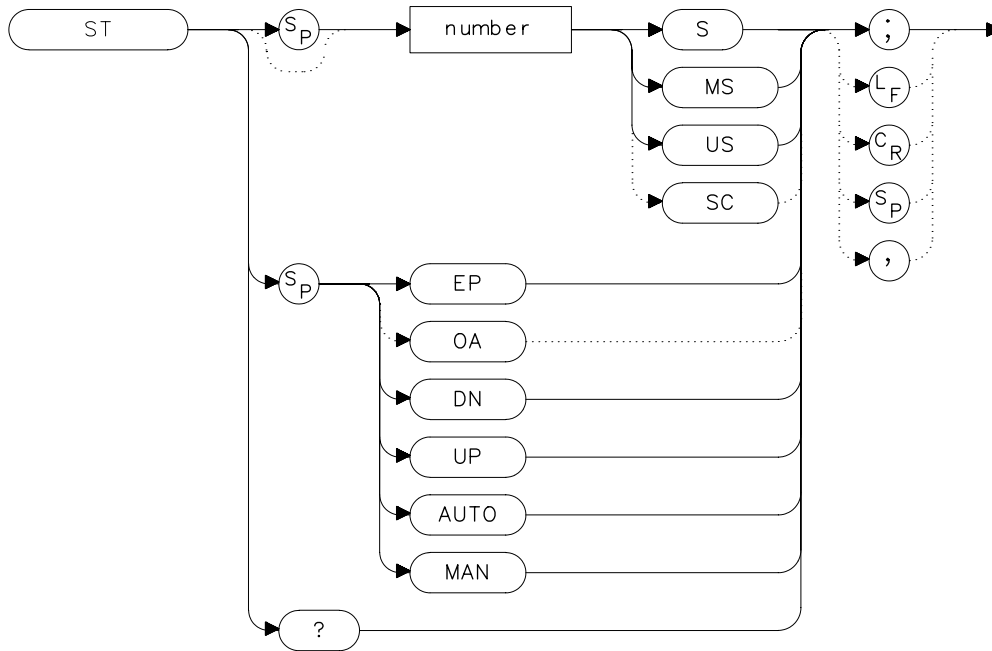 ST SP number S ;
MS LF
US CR
SC SP
,
SP EP
OA
DN
UP
AUTO
MAN
?